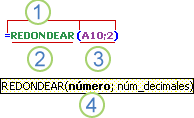 1
=REDONDEAR(A10;2)
2 3
REDONDEAR(número; núm_decimales)
4